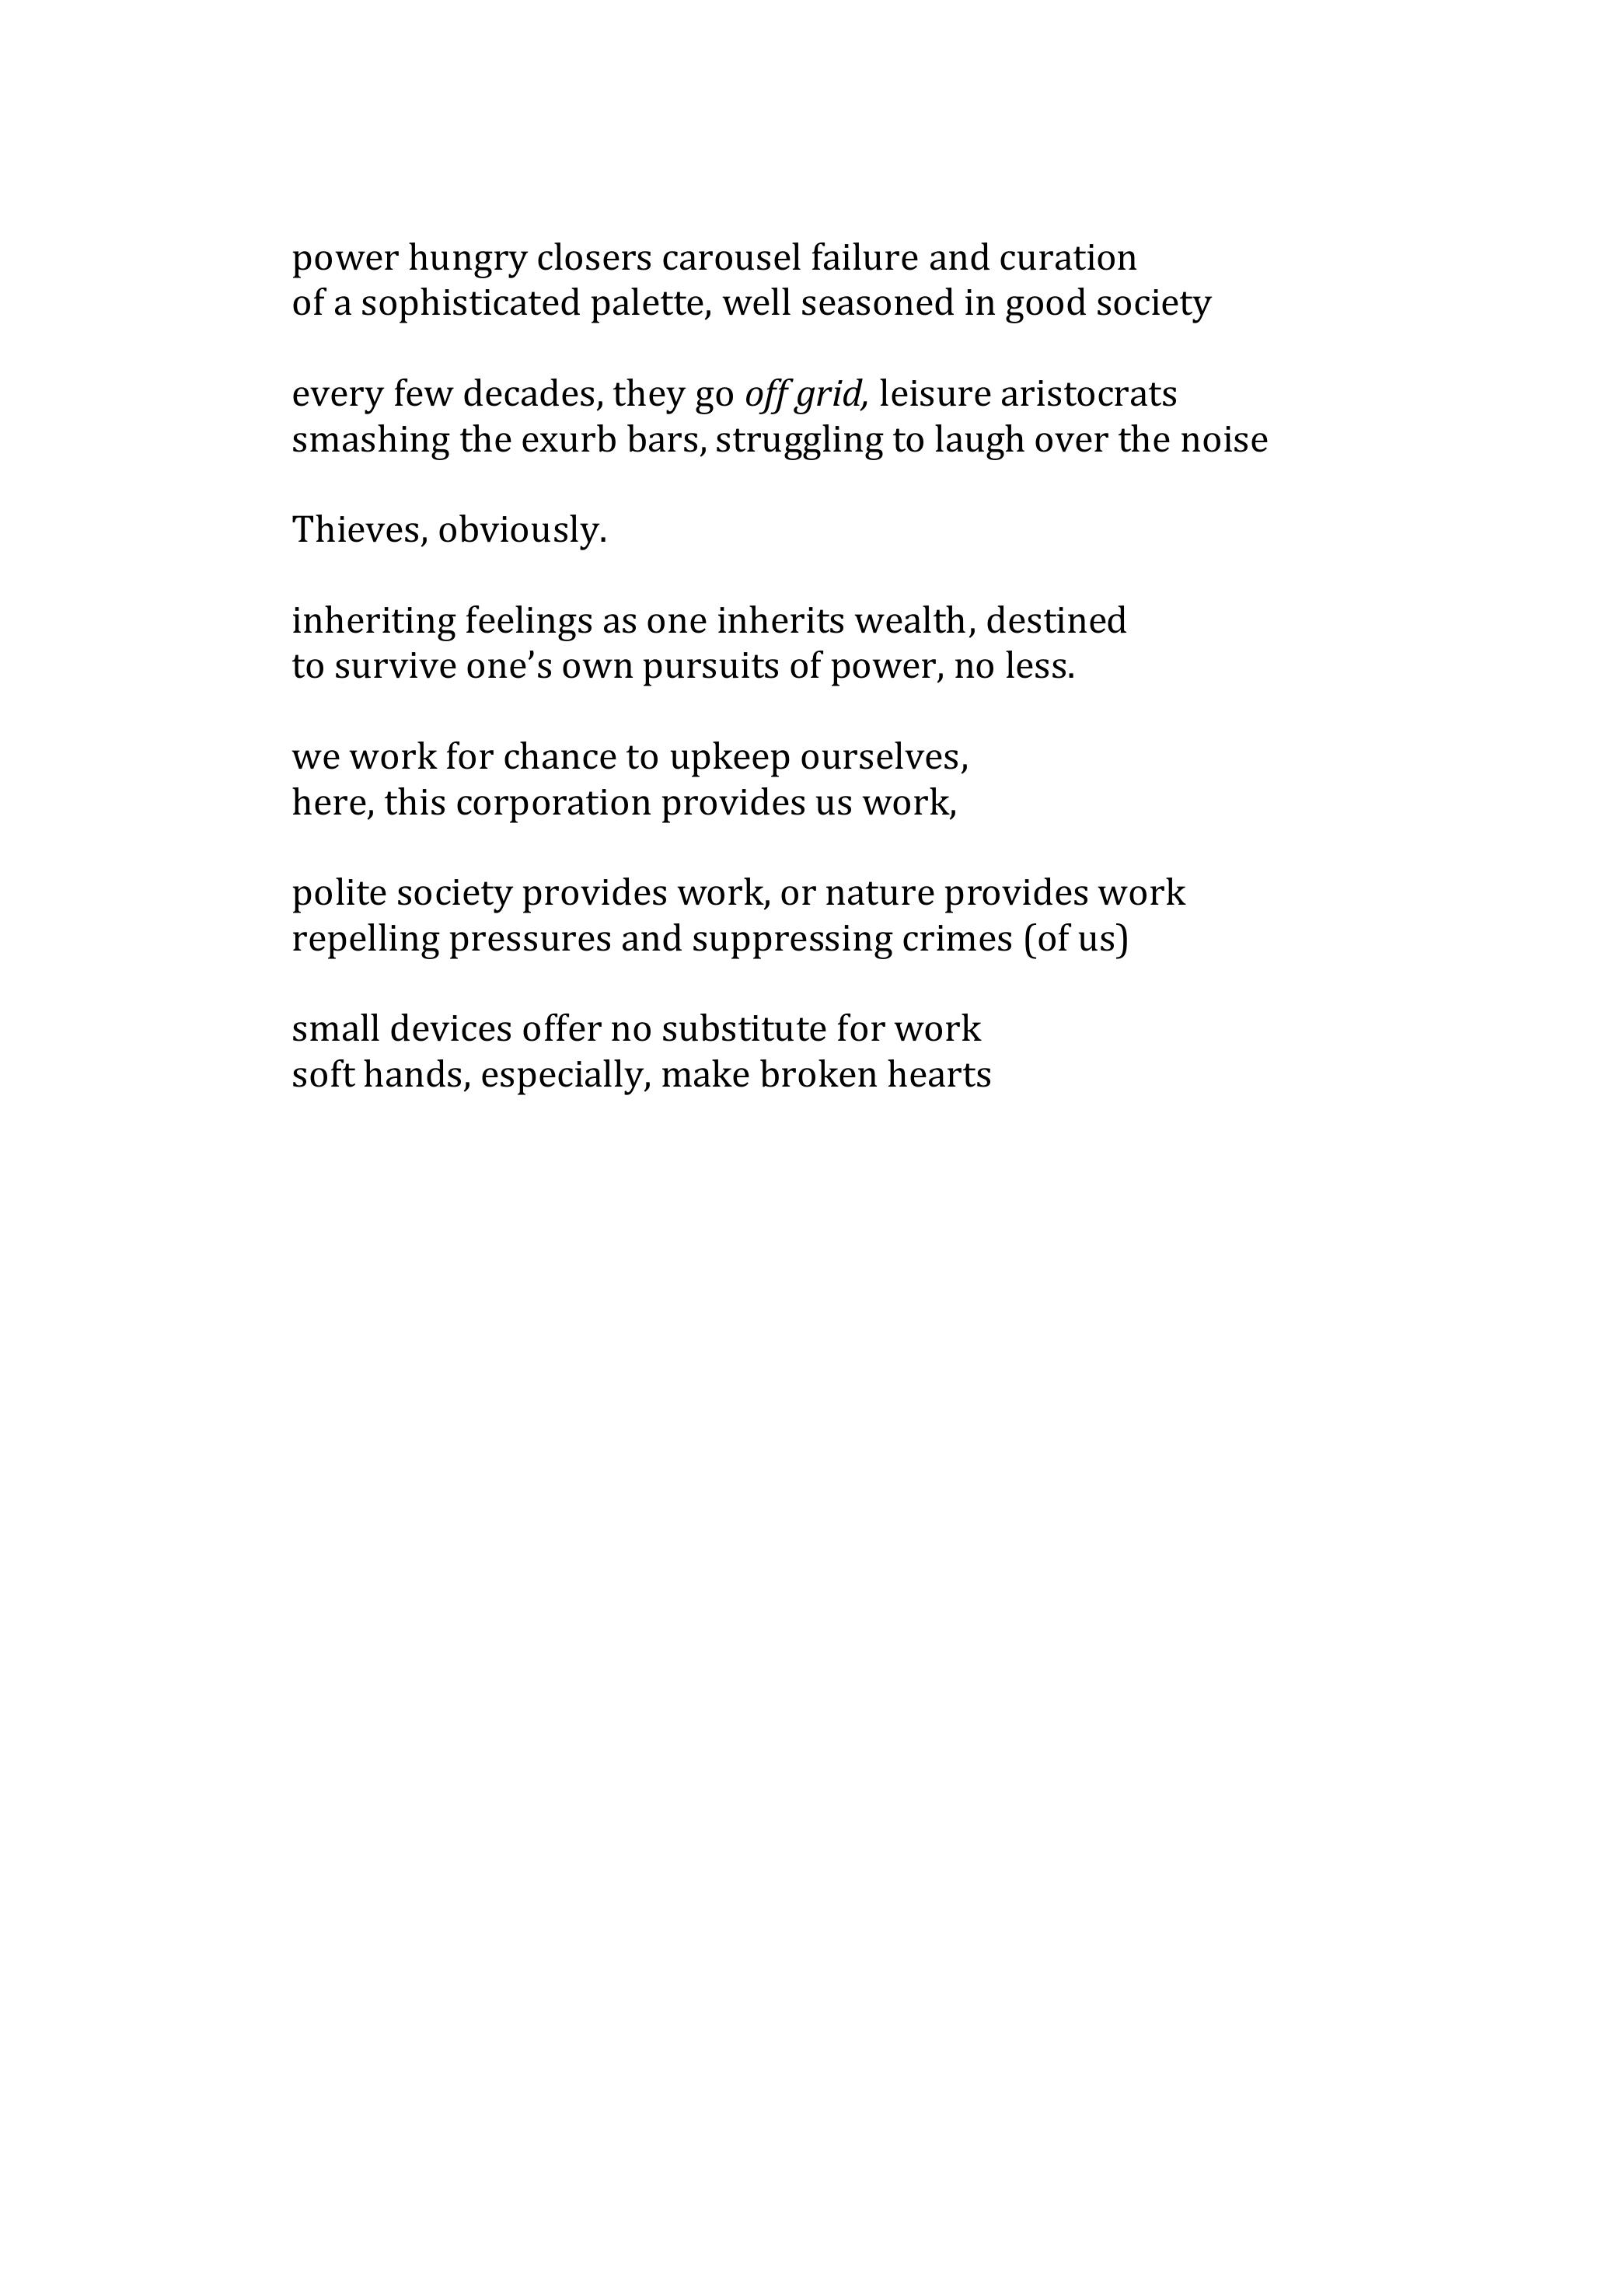 power hungry closers carousel failure and curation
of a sophisticated palette, well seasoned in good society
every few decades, they go off grid, leisure aristocrats
smashing the exurb bars, struggling to laugh over the noise
Thieves, obviously.
inheriting feelings as one inherits wealth, destined
to survive one’s own pursuits of power, no less.
we work for chance to upkeep ourselves,
here, this corporation provides us work,
polite society provides work, or nature provides work
repelling pressures and suppressing crimes (of us)
small devices offer no substitute for work
soft hands, especially, make broken hearts